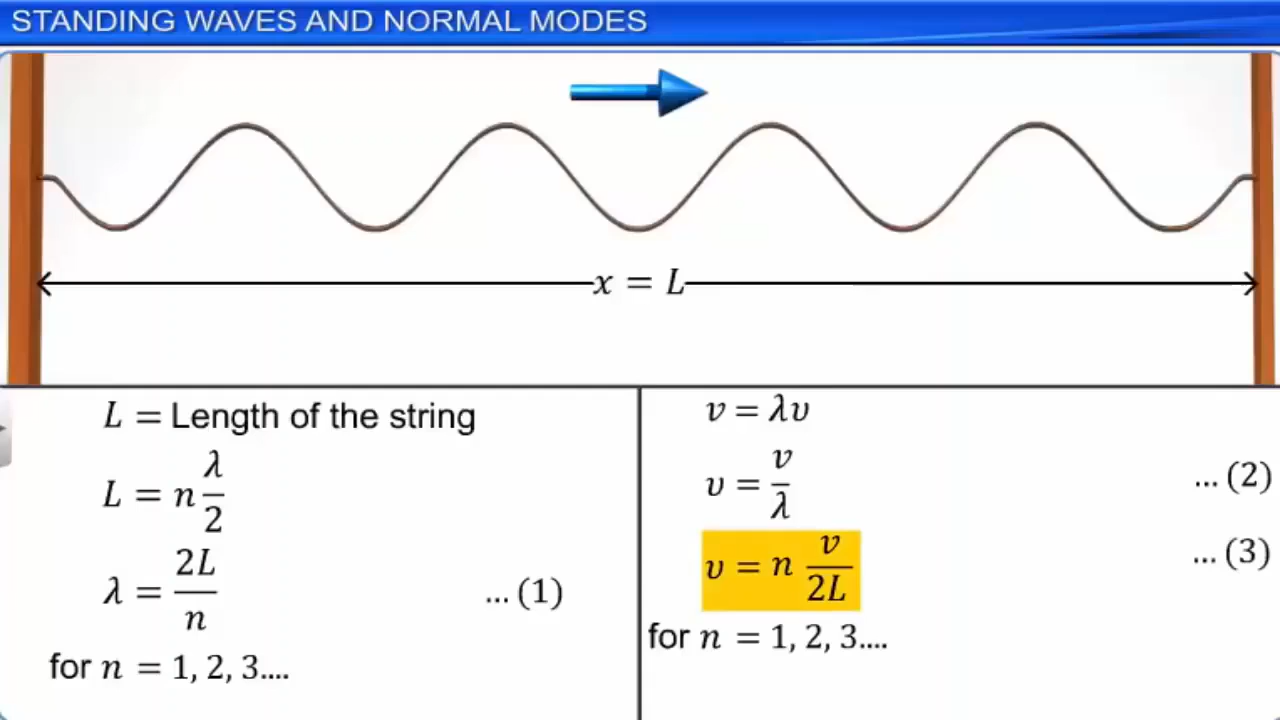 STANDING WAVES AND NORMAL MODES
x = L
L = Length of the string
L = n λ/2
λ = 2L/n ... (1)
for n = 1, 2, 3....
v = λυ
υ = v/λ ... (2)
υ = n v/2L ... (3)
for n = 1, 2, 3....